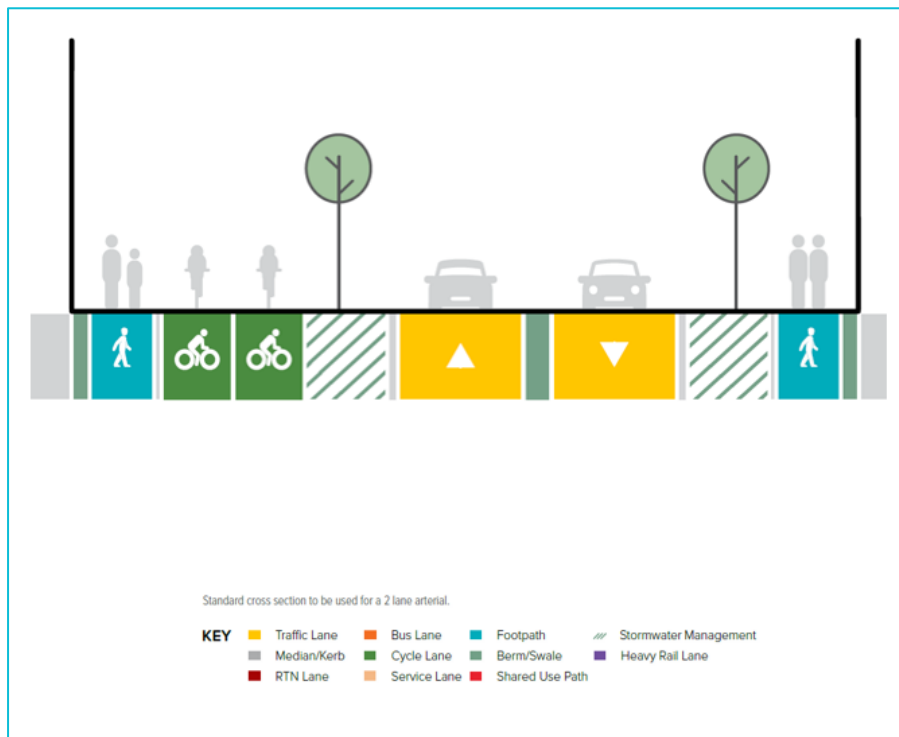 Standard cross section to be used for a 2 lane arterial.
KEY Traffic Lane Bus Lane Footpath Stormwater Management
Median/Kerb Cycle Lane Berm/Swale Heavy Rail Lane
RTN Lane Service Lane Shared Use Path